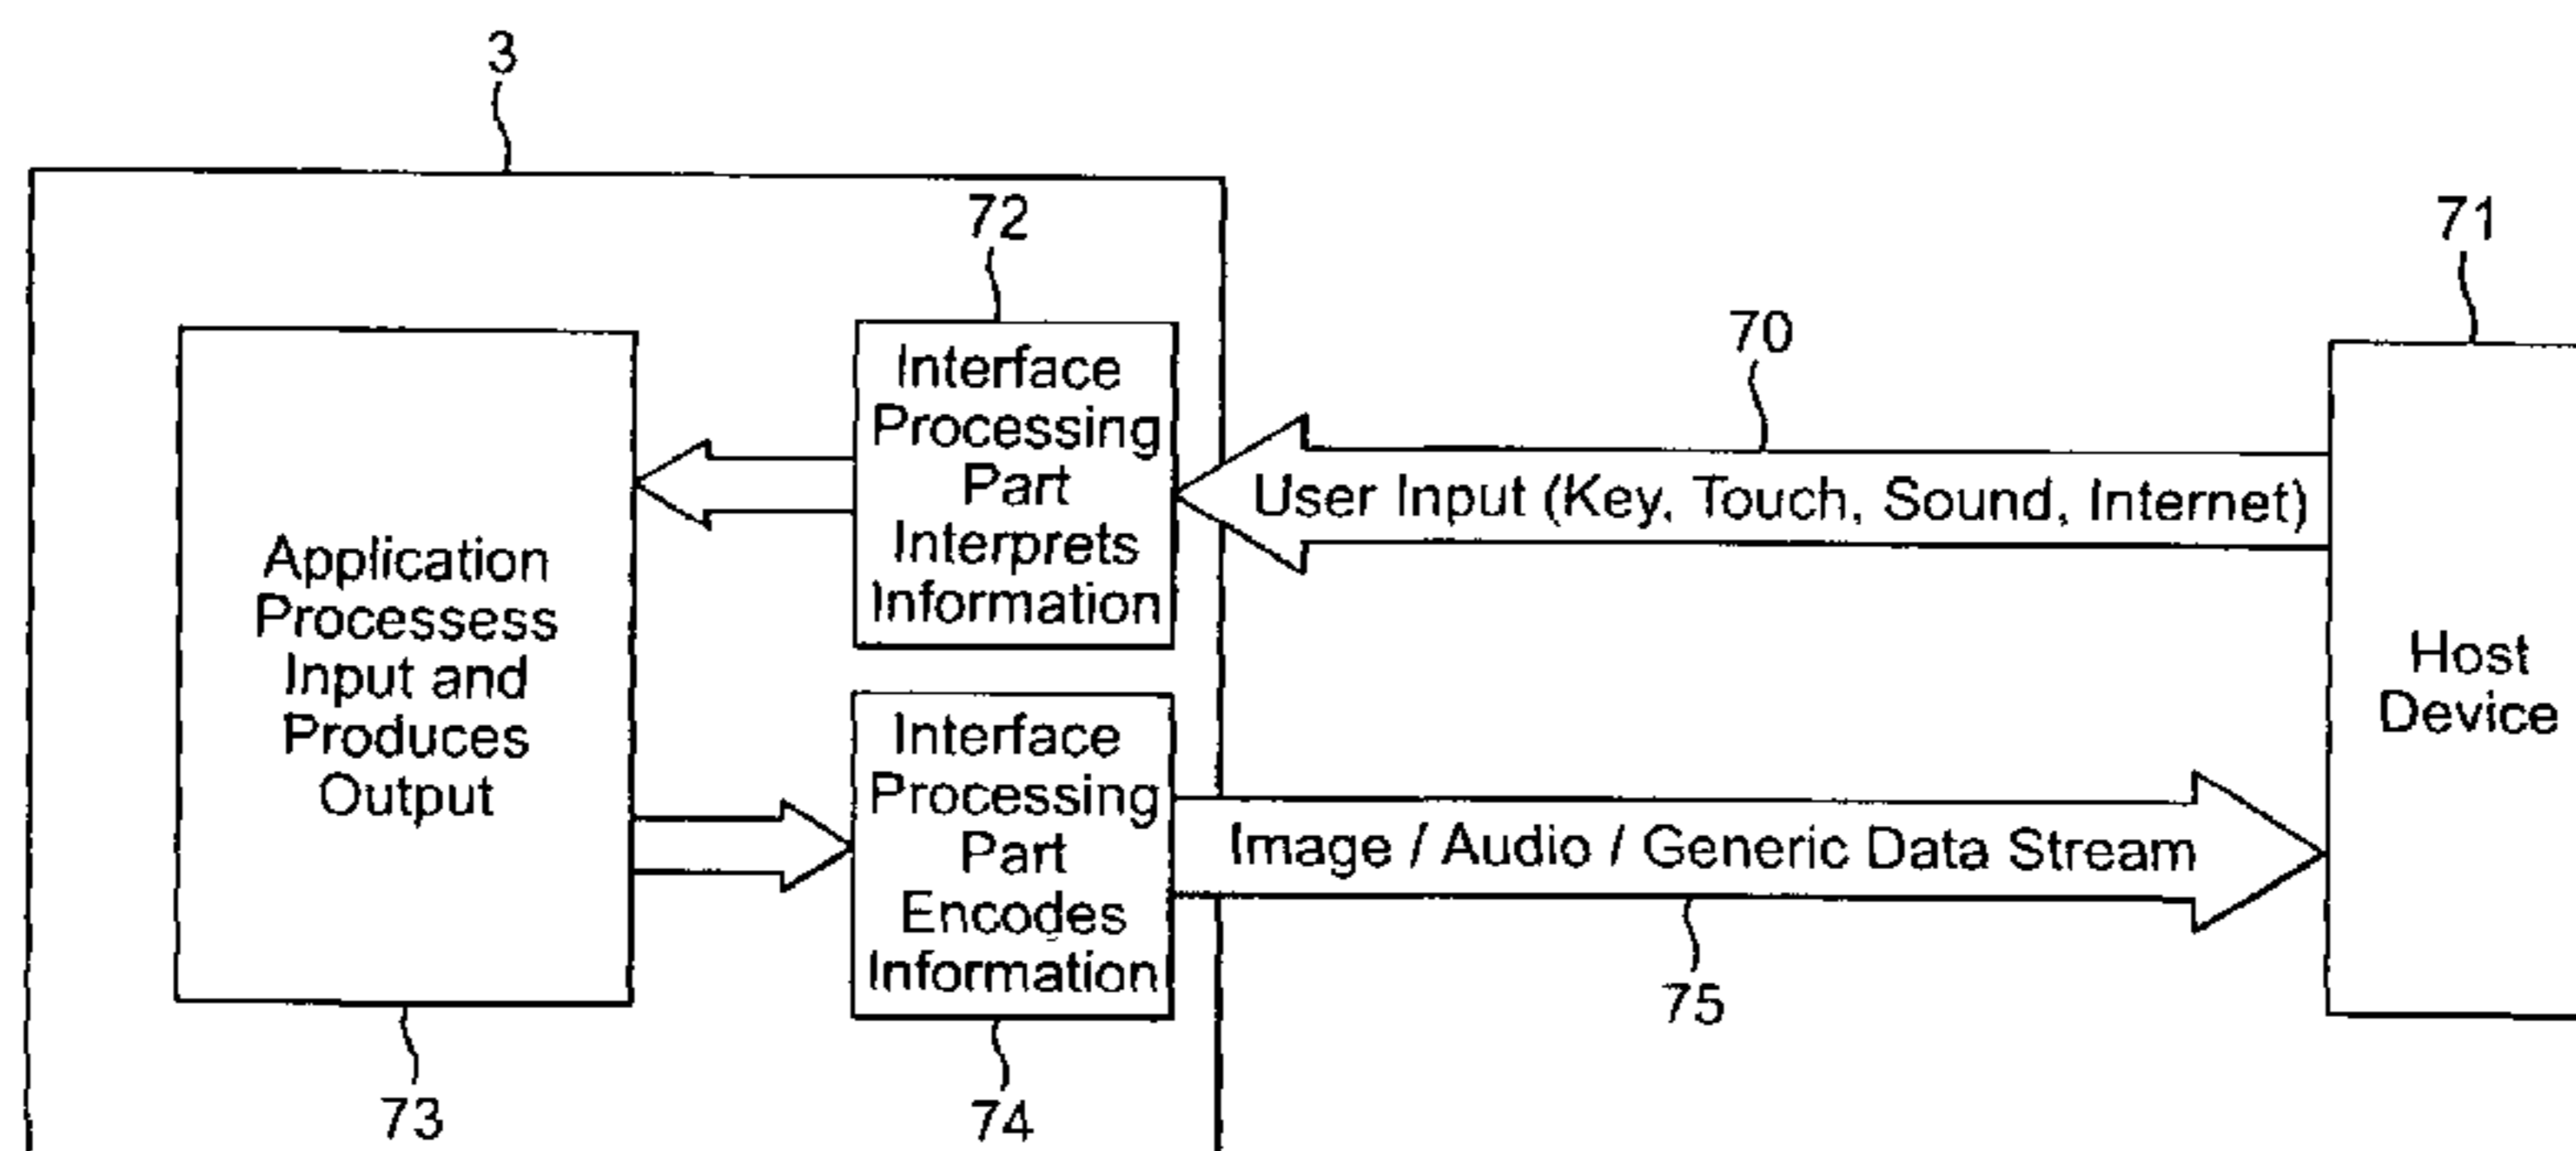 3
72
71
70
Interface
Processing
Part
Interprets
Information
User Input (Key, Touch, Sound, Internet)
Application
Processess
Input and
Produces
Output
Host
Device
Interface
Processing
Part
Encodes
Information
Image / Audio / Generic Data Stream
75
73
74